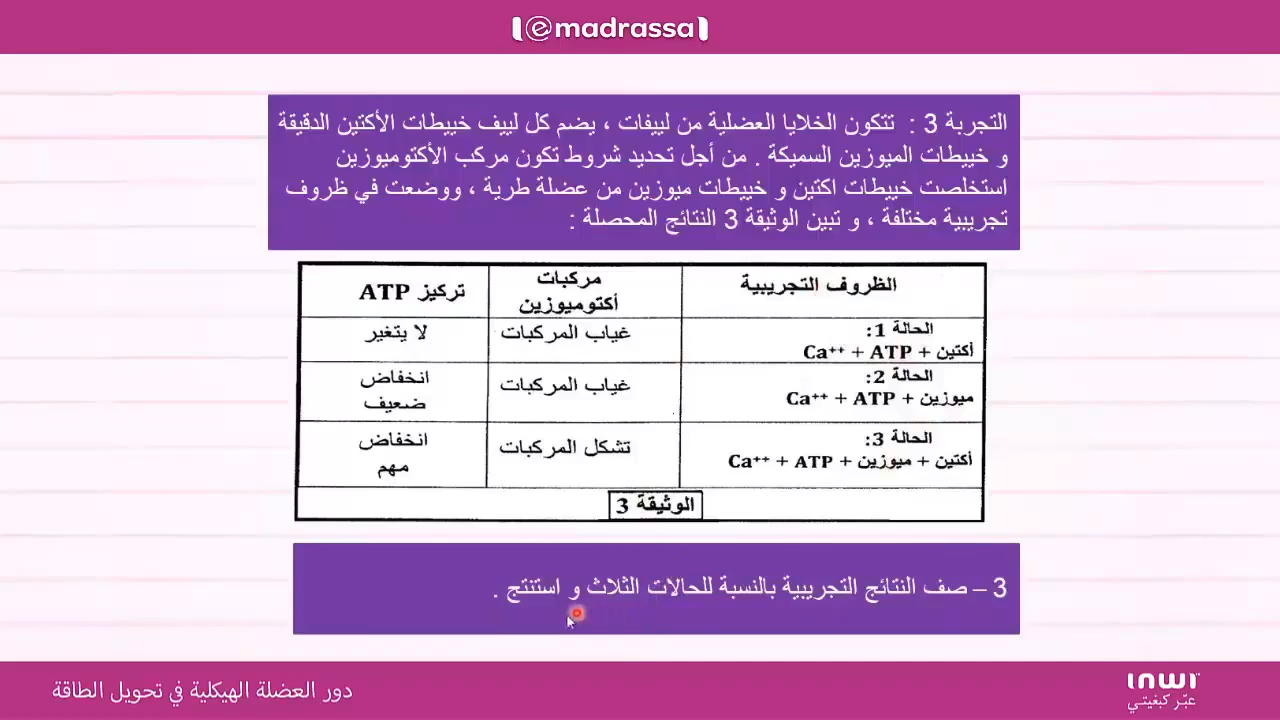 emadrassa
التجربة 3 : تتكون الخلايا العضلية من لييفات ، يضم كل لييف خييطات الأكتين الدقيقة
و خييطات الميوزين السميكة . من أجل تحديد شروط تكون مركب الأكتوميوزين
استخلصت خييطات اكتين و خييطات ميوزين من عضلة طرية ، ووضعت في ظروف
تجريبية مختلفة ، و تبين الوثيقة 3 النتائج المحصلة :
الظروف التجريبية
مركبات
أكتوميوزين
تركيز ATP
الحالة 1:
أكتين + Ca⁺⁺ + ATP
غياب المركبات
لا يتغير
الحالة 2:
ميوزين + Ca⁺⁺ + ATP
غياب المركبات
انخفاض
ضعيف
الحالة 3:
أكتين + ميوزين + Ca⁺⁺ + ATP
تشكل المركبات
انخفاض
مهم
الوثيقة 3
3 – صف النتائج التجريبية بالنسبة للحالات الثلاث و استنتج .
دور العضلة الهيكلية في تحويل الطاقة
inwi
عبّر كيفبغيتي